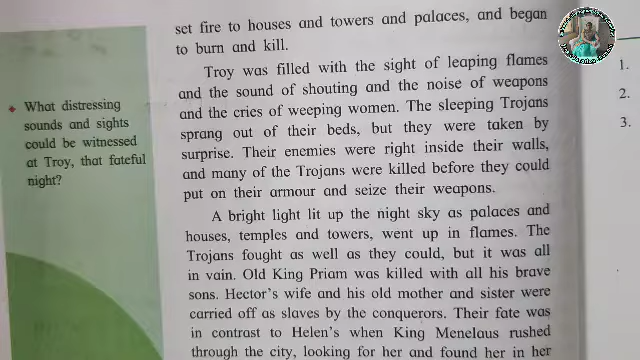 set fire to houses and towers and palaces, and began
to burn and kill.
Troy was filled with the sight of leaping flames
and the sound of shouting and the noise of weapons
and the cries of weeping women. The sleeping Trojans
sprang out of their beds, but they were taken by
surprise. Their enemies were right inside their walls,
and many of the Trojans were killed before they could
put on their armour and seize their weapons.
A bright light lit up the night sky as palaces and
houses, temples and towers, went up in flames. The
Trojans fought as well as they could, but it was all
in vain. Old King Priam was killed with all his brave
sons. Hector's wife and his old mother and sister were
carried off as slaves by the conquerors. Their fate was
in contrast to Helen's when King Menelaus rushed
through the city, looking for her and found her in her
What distressing
sounds and sights
could be witnessed
at Troy, that fateful
night?
1.
2.
3.